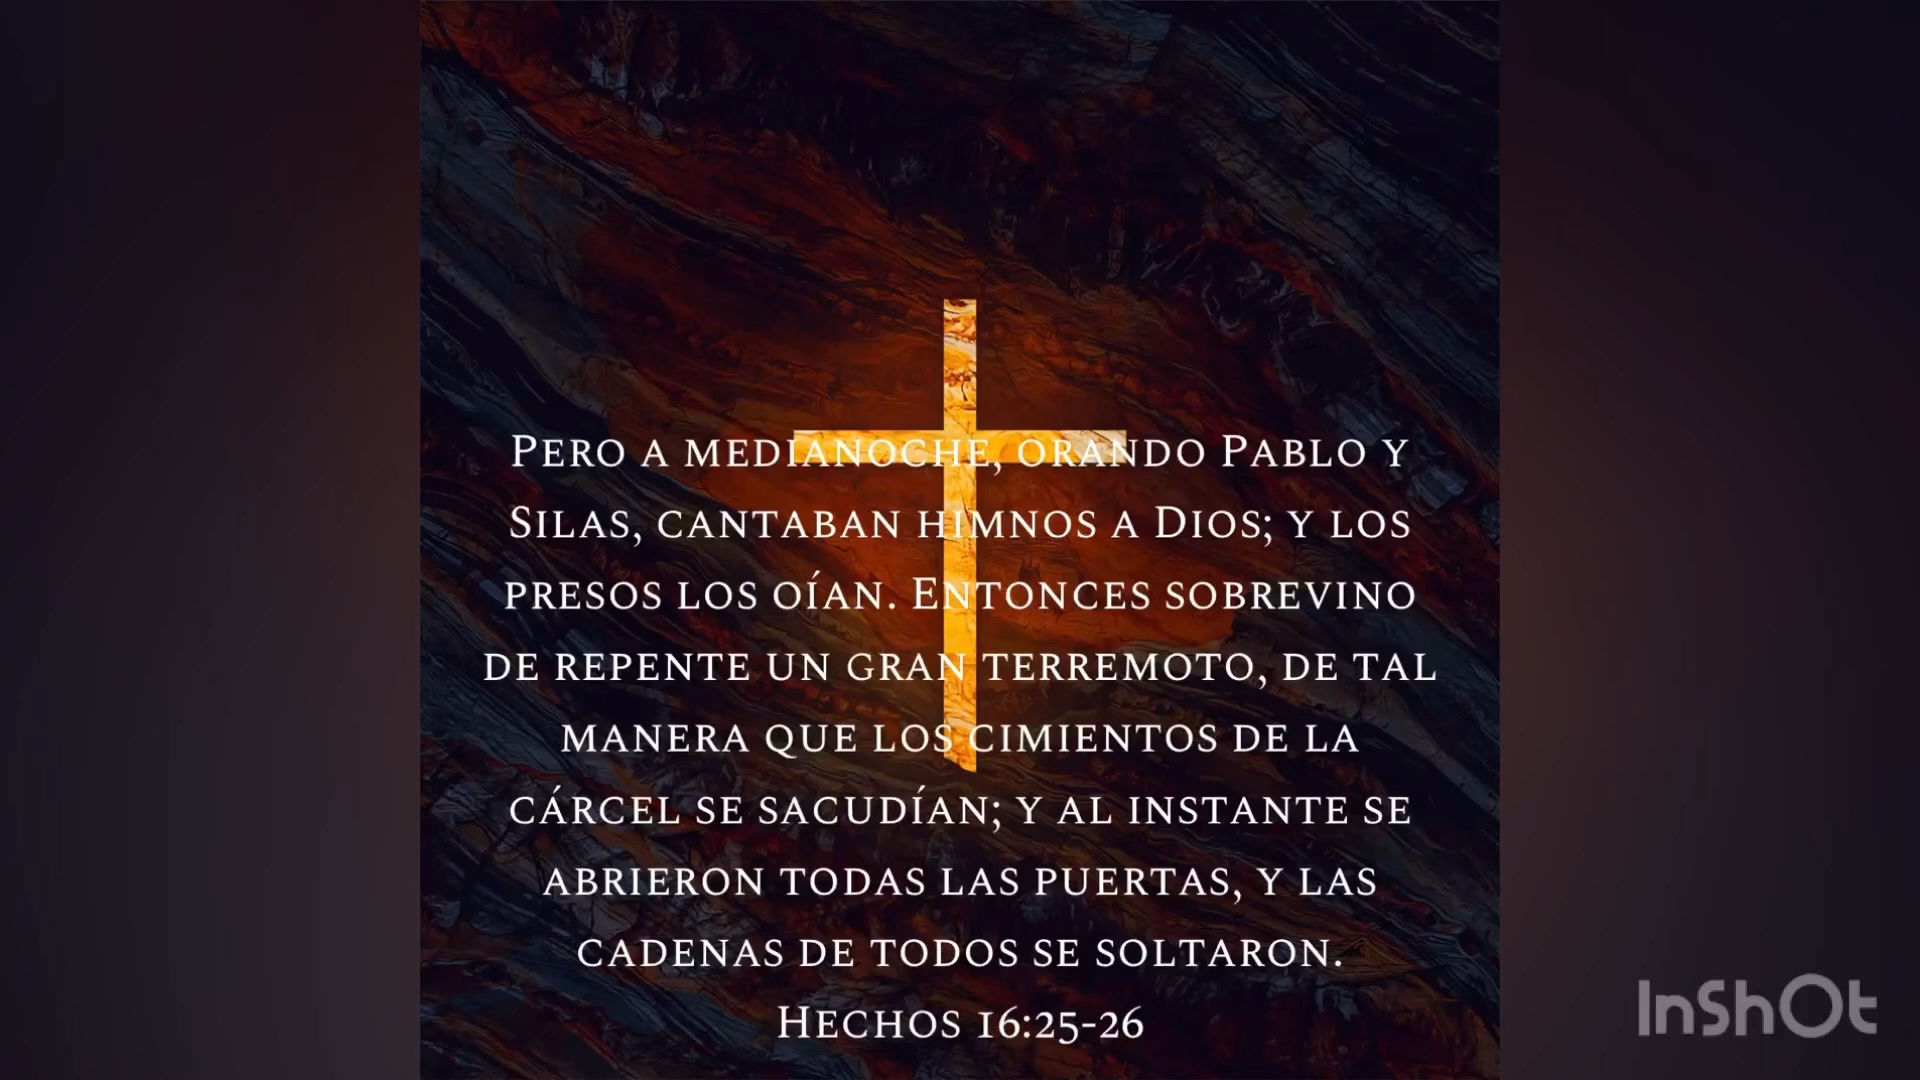 Pero a medianoche, orando Pablo y
Silas, cantaban himnos a Dios; y los
presos los oían. Entonces sobrevino
de repente un gran terremoto, de tal
manera que los cimientos de la
cárcel se sacudían; y al instante se
abrieron todas las puertas, y las
cadenas de todos se soltaron.
Hechos 16:25-26
InShOt